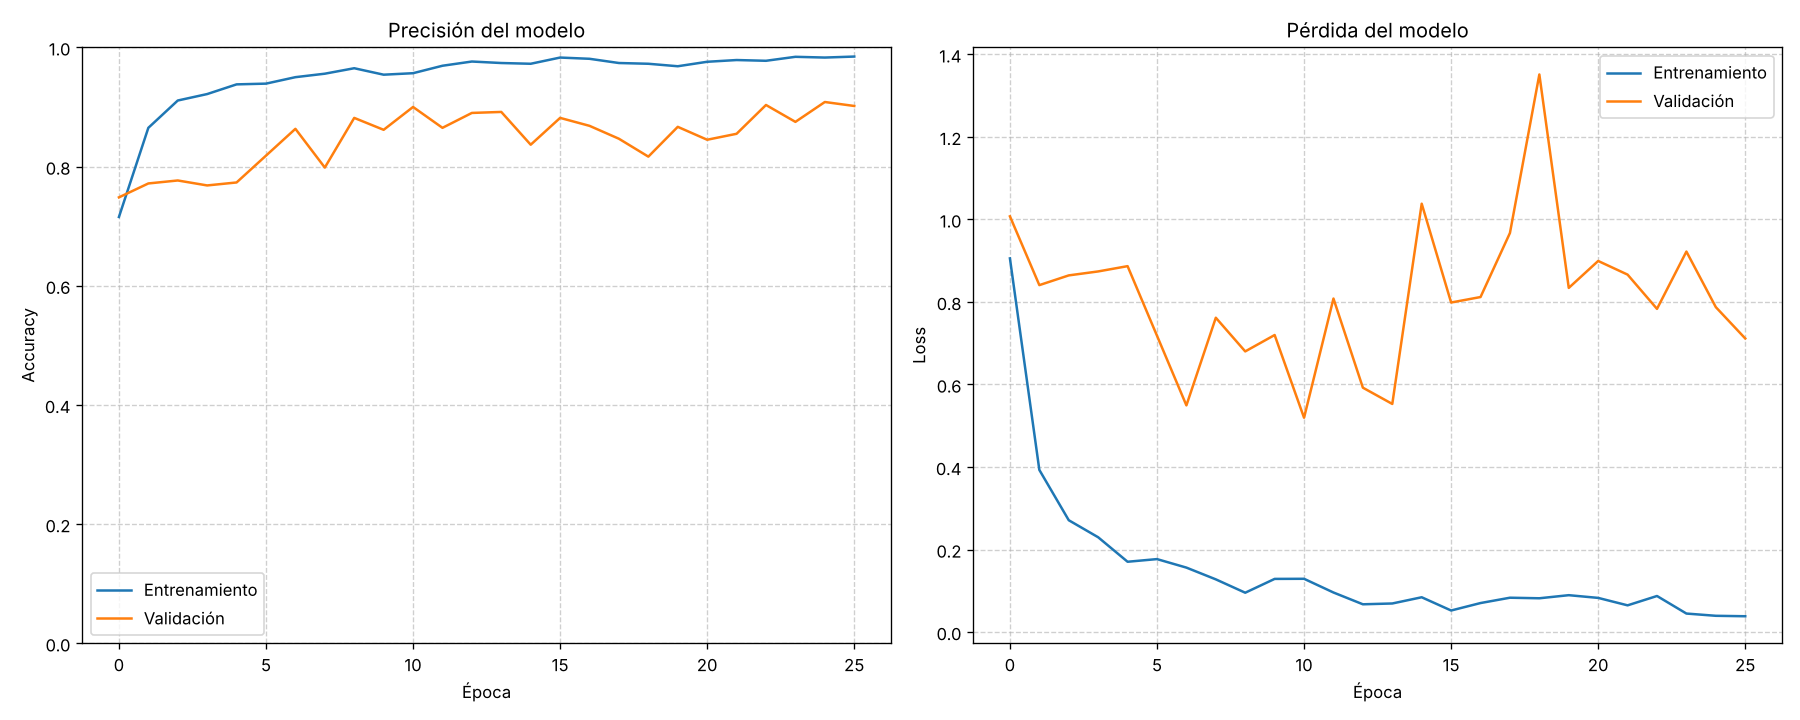 Precisión del modelo
1.0
0.8
0.6
0.4
0.2
0.0
Accuracy
Entrenamiento
Validación
0 5 10 15 20 25
Época
Pérdida del modelo
1.4
1.2
1.0
0.8
0.6
0.4
0.2
0.0
Loss
Entrenamiento
Validación
0 5 10 15 20 25
Época